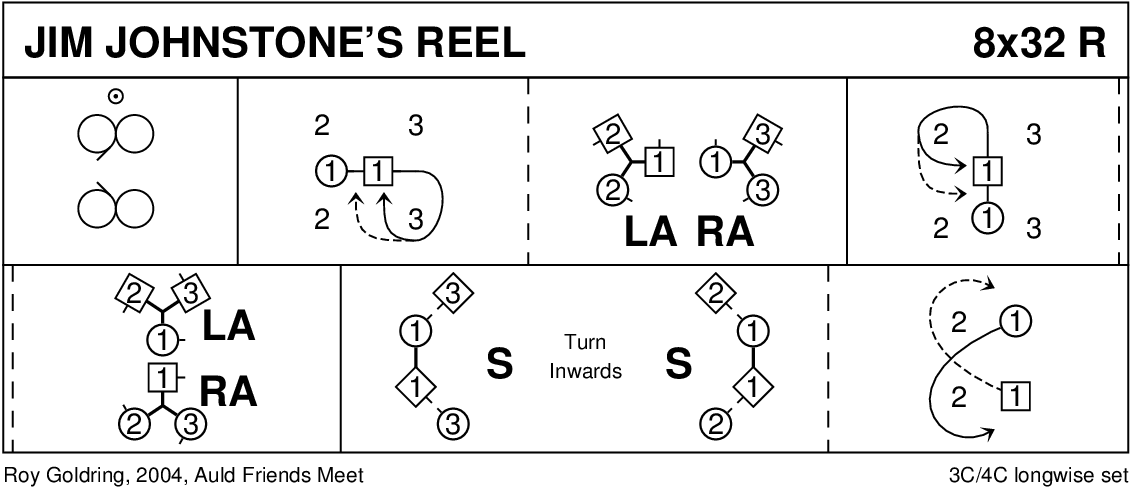 JIM JOHNSTONE'S REEL 8x32 R
2 3
1 1
2 3
2 1 1 3
2 3
LA RA
2 3
1
1
2 3
2 3
1 LA
1 RA
2 3
3 2
1 1
S Turn Inwards S
1 1
3 2
2 1
2 1
Roy Goldring, 2004, Auld Friends Meet 3C/4C longwise set